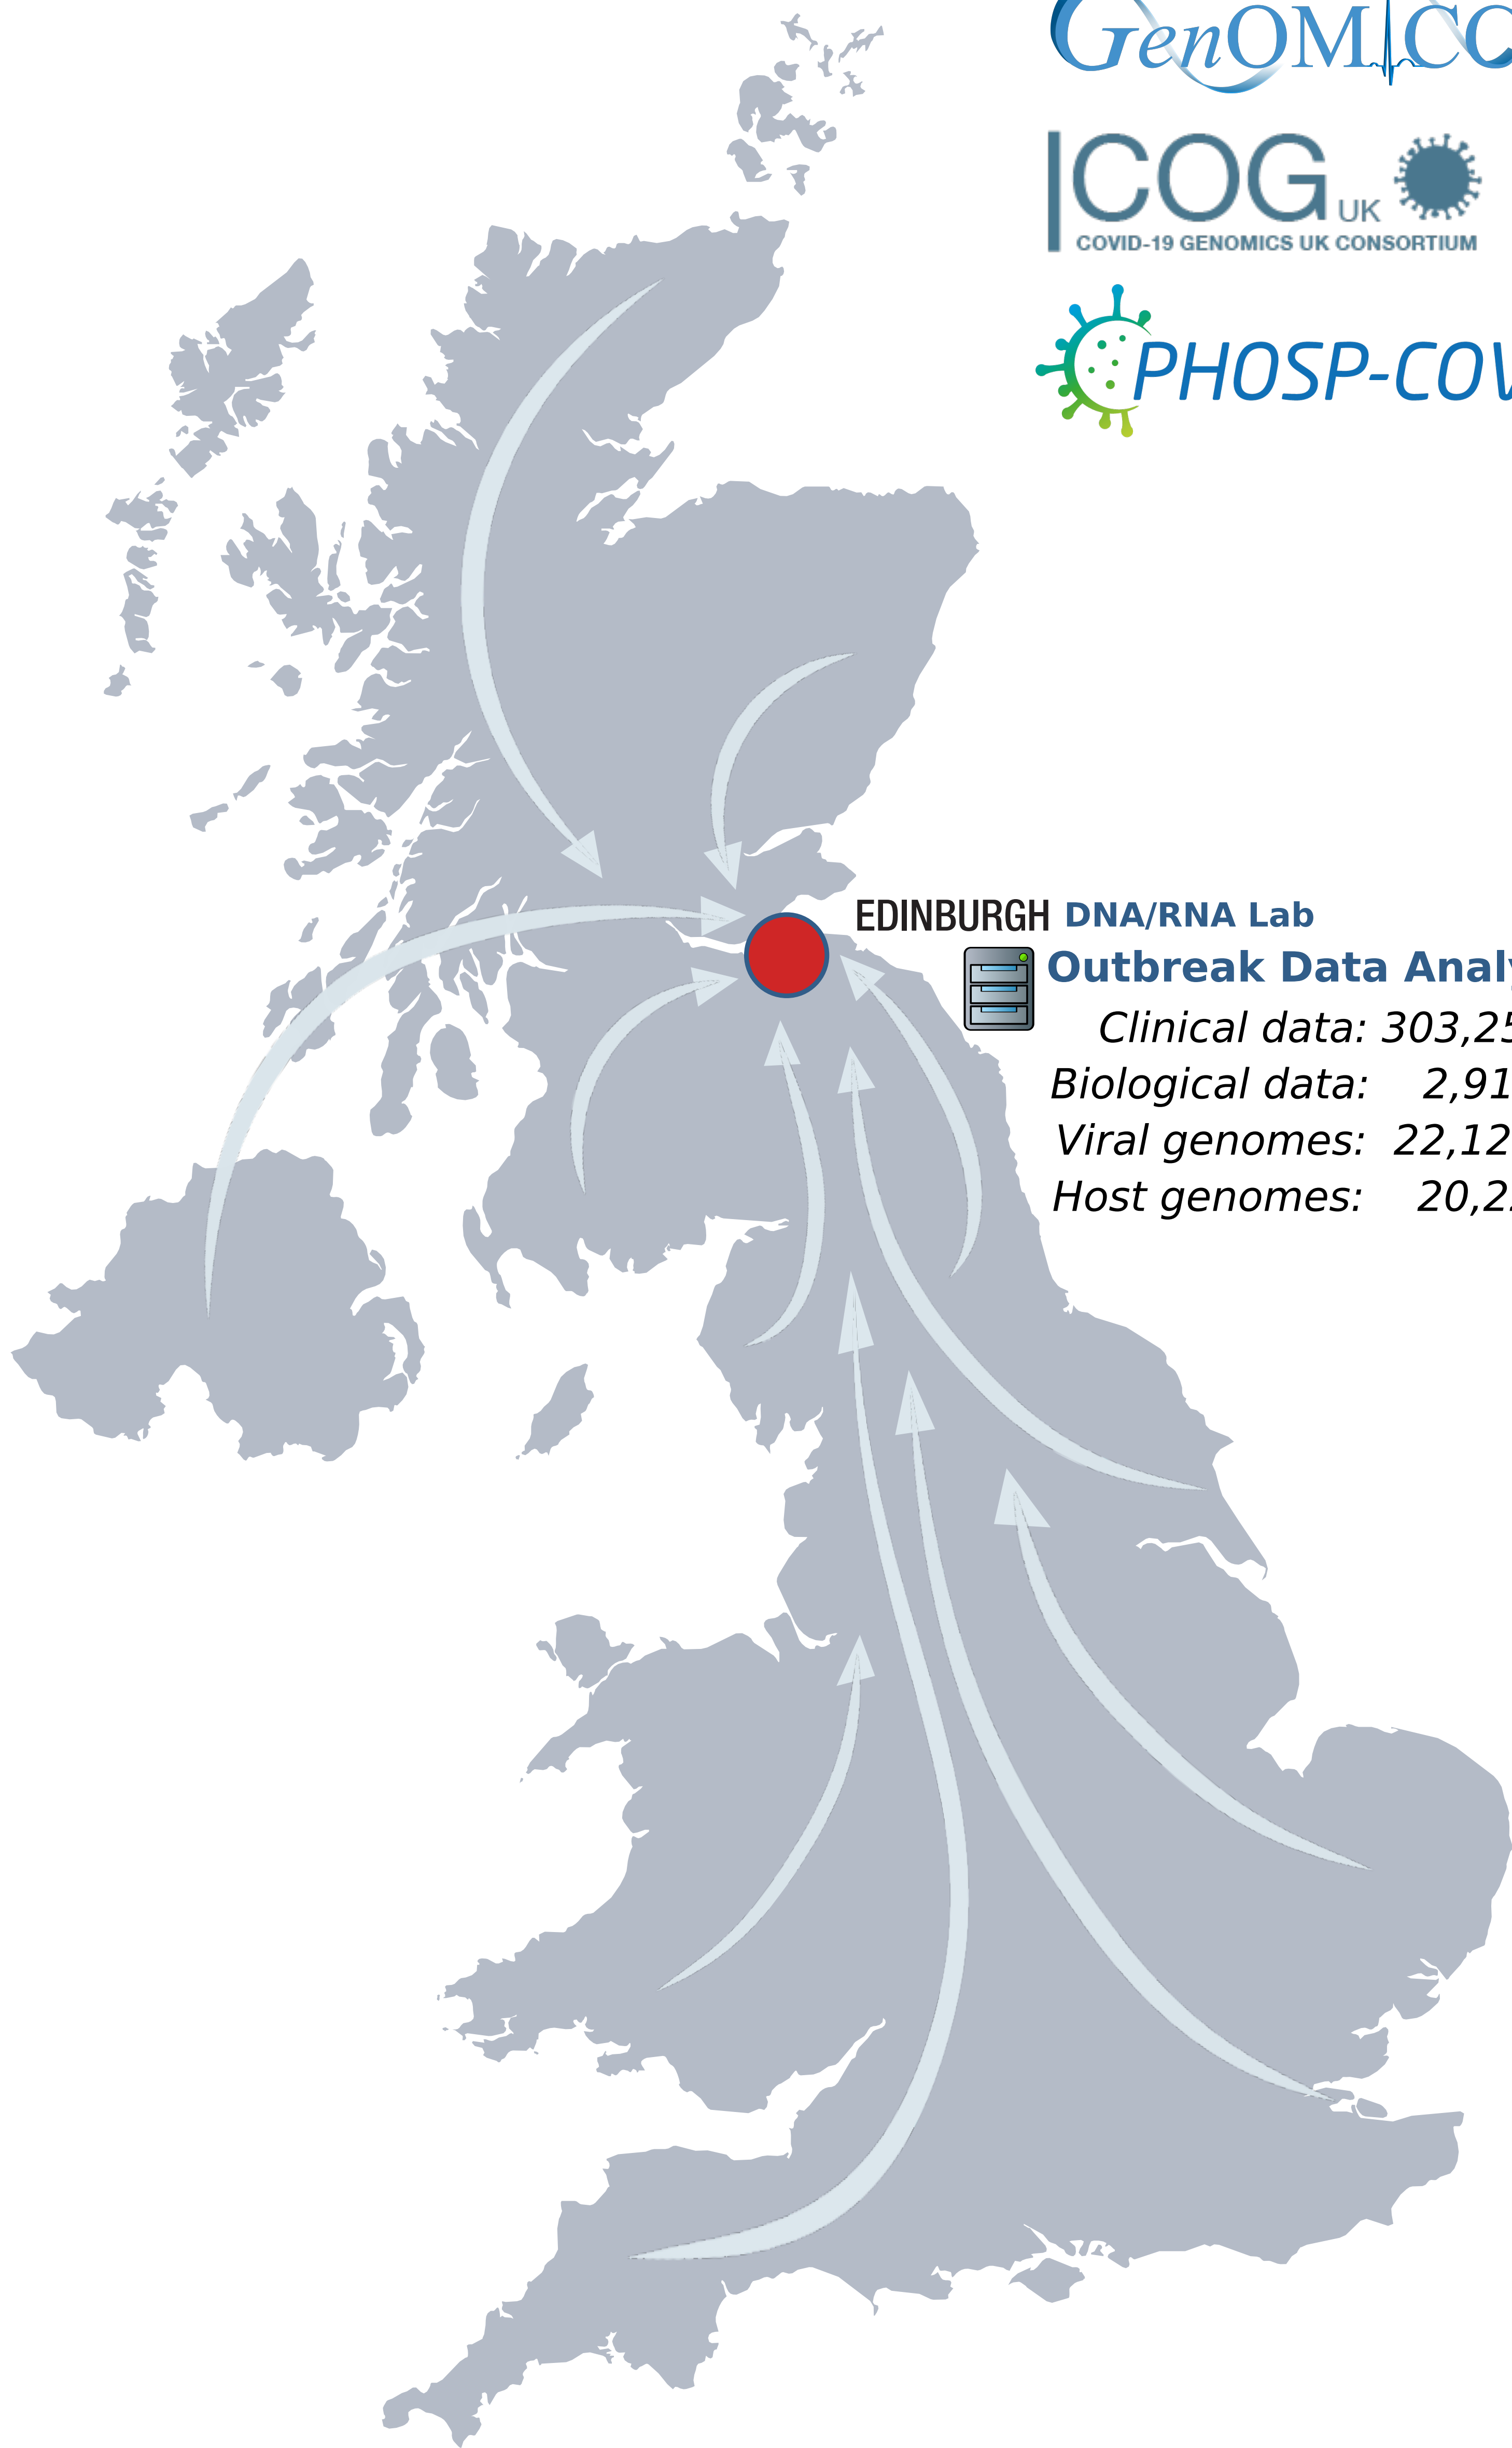 GenOMICC
COG UK
COVID-19 GENOMICS UK CONSORTIUM
PHOSP-COV
EDINBURGH DNA/RNA Lab
Outbreak Data Analy
Clinical data: 303,25
Biological data: 2,91
Viral genomes: 22,12
Host genomes: 20,2